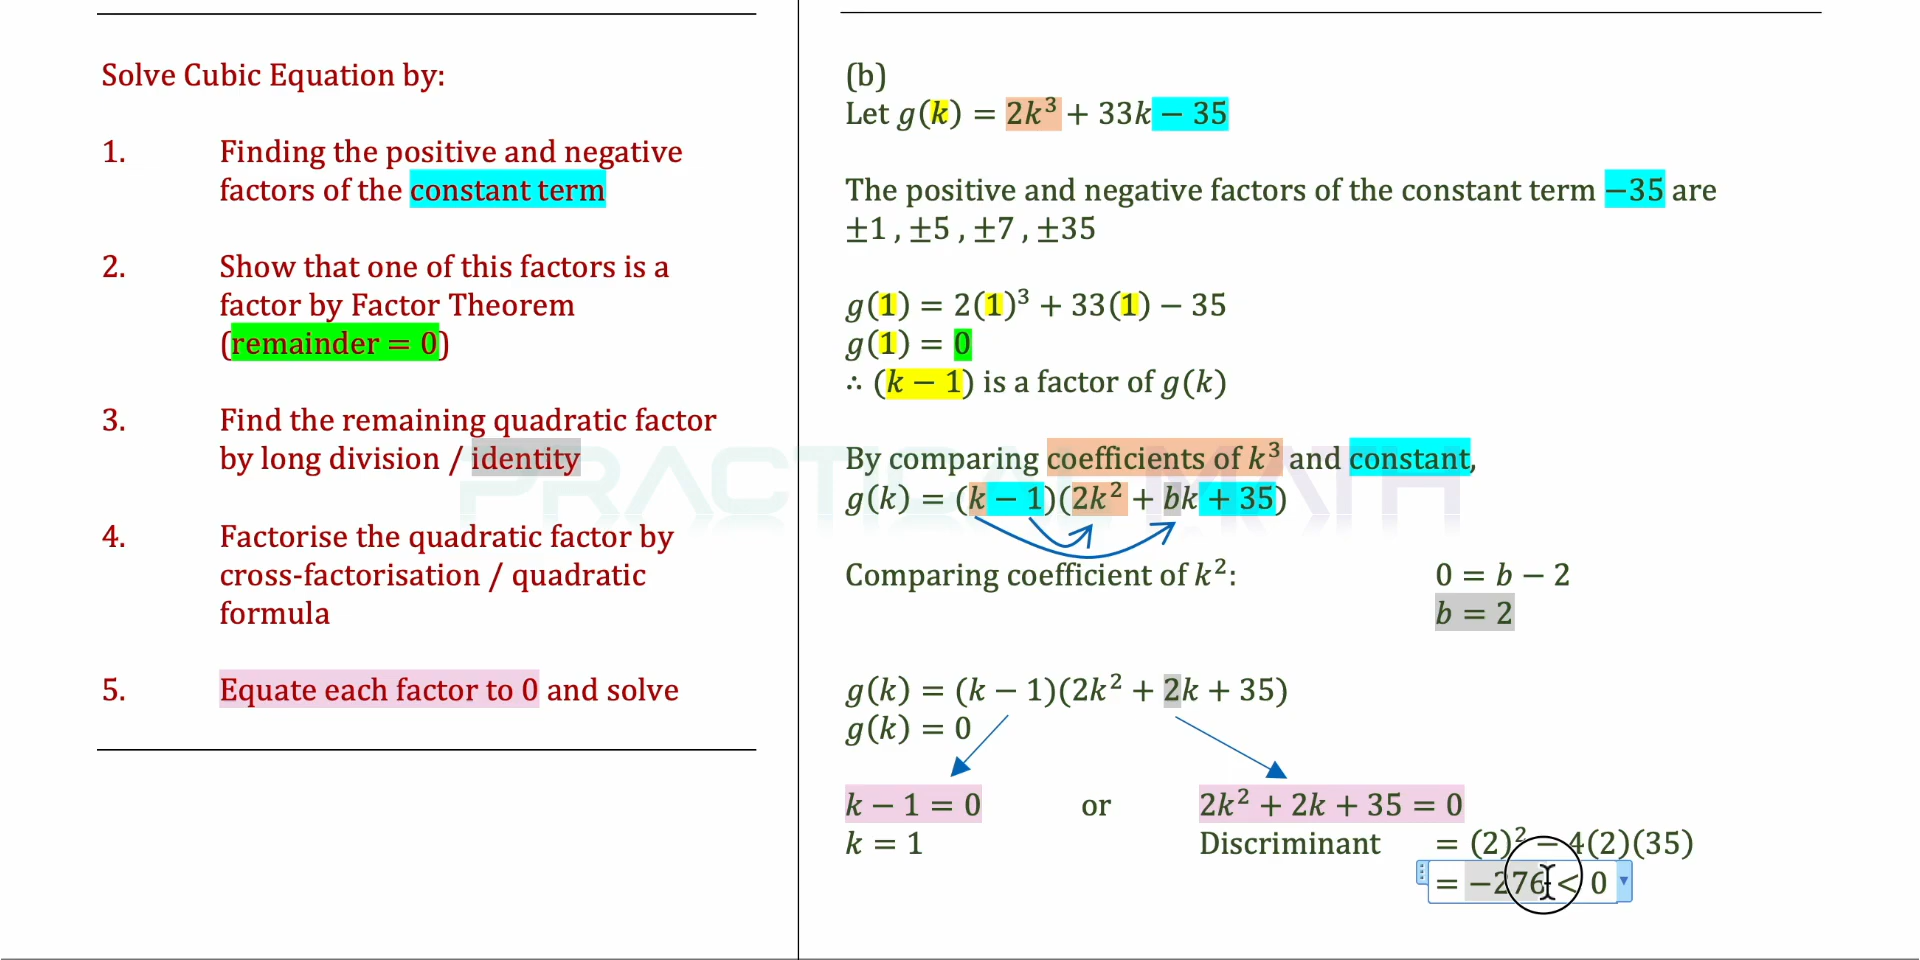 Solve Cubic Equation by:
1. Finding the positive and negative
factors of the constant term
2. Show that one of this factors is a
factor by Factor Theorem
(remainder = 0)
3. Find the remaining quadratic factor
by long division / identity
4. Factorise the quadratic factor by
cross-factorisation / quadratic
formula
5. Equate each factor to 0 and solve
(b)
Let g(k) = 2k³ + 33k − 35
The positive and negative factors of the constant term −35 are
±1 , ±5 , ±7 , ±35
g(1) = 2(1)³ + 33(1) − 35
g(1) = 0
∴ (k − 1) is a factor of g(k)
By comparing coefficients of k³ and constant,
g(k) = (k − 1)(2k² + bk + 35)
Comparing coefficient of k²: 0 = b − 2
b = 2
g(k) = (k − 1)(2k² + 2k + 35)
g(k) = 0
k − 1 = 0 or 2k² + 2k + 35 = 0
k = 1 Discriminant = (2)² − 4(2)(35)
= −276 < 0
PRACTICAL MATH